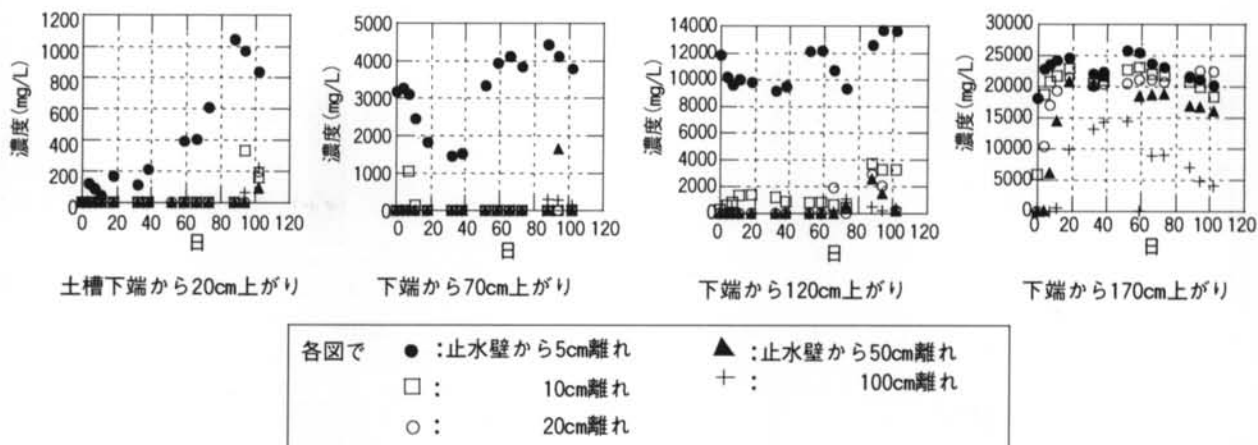 濃度(mg/L)
1200
1000
800
600
400
200
0
0 20 40 60 80 100 120
日
土槽下端から20cm上がり
濃度(mg/L)
5000
4000
3000
2000
1000
0
0 20 40 60 80 100 120
日
下端から70cm上がり
濃度(mg/L)
14000
12000
10000
8000
6000
4000
2000
0
0 20 40 60 80 100 120
日
下端から120cm上がり
濃度(mg/L)
30000
25000
20000
15000
10000
50000
0
0 20 40 60 80 100 120
日
下端から170cm上がり
各図で ● :止水壁から5cm離れ ▲ :止水壁から50cm離れ
□ : 10cm離れ + : 100cm離れ
○ : 20cm離れ